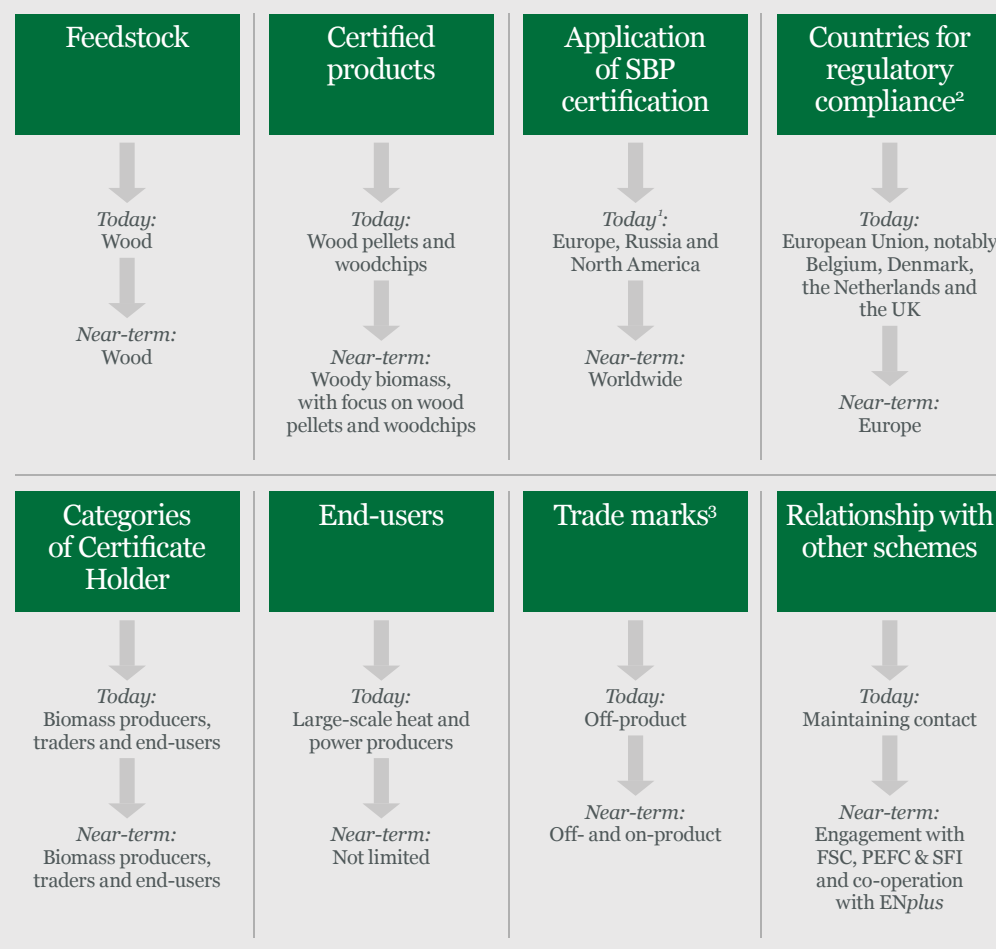 Feedstock
Today:
Wood
Near-term:
Wood
Certified
products
Today:
Wood pellets and
woodchips
Near-term:
Woody biomass,
with focus on wood
pellets and woodchips
Application
of SBP
certification
Today¹:
Europe, Russia and
North America
Near-term:
Worldwide
Countries for
regulatory
compliance²
Today:
European Union, notably
Belgium, Denmark,
the Netherlands and
the UK
Near-term:
Europe
Categories
of Certificate
Holder
Today:
Biomass producers,
traders and end-users
Near-term:
Biomass producers,
traders and end-users
End-users
Today:
Large-scale heat and
power producers
Near-term:
Not limited
Trade marks³
Today:
Off-product
Near-term:
Off- and on-product
Relationship with
other schemes
Today:
Maintaining contact
Near-term:
Engagement with
FSC, PEFC & SFI
and co-operation
with ENplus